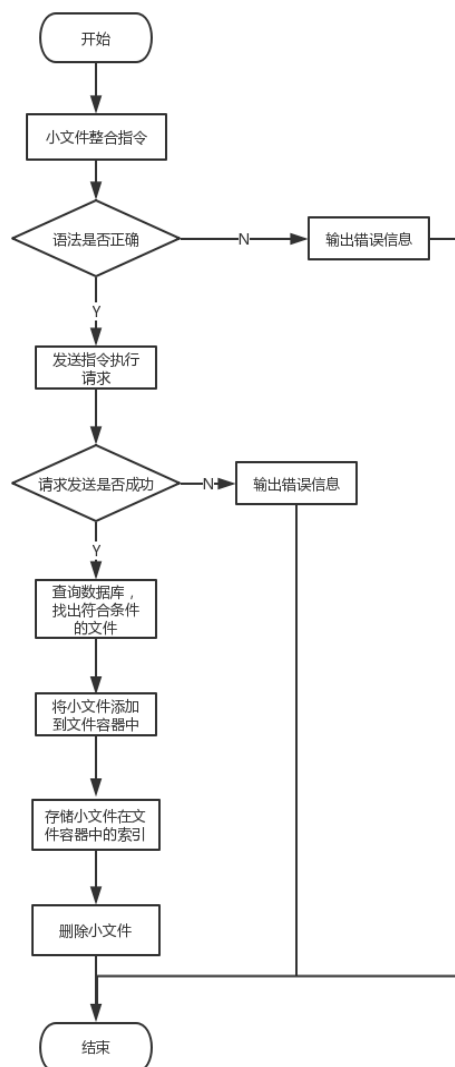 开始
小文件整合指令
语法是否正确
N
输出错误信息
Y
发送指令执行
请求
请求发送是否成功
N
输出错误信息
Y
查询数据库，
找出符合条件
的文件
将小文件添加
到文件容器中
存储小文件在文
件容器中的索引
删除小文件
结束